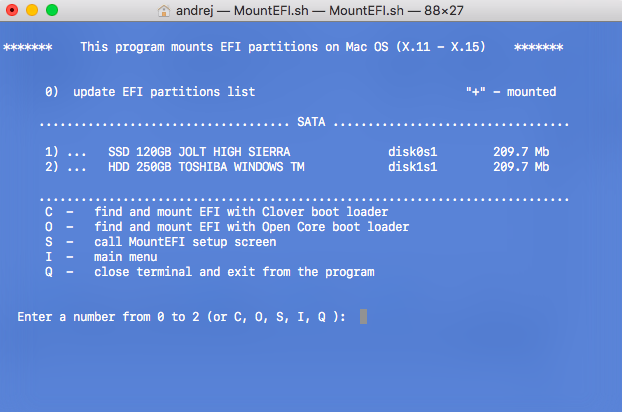 andrej — MountEFI.sh — MountEFI.sh — 88×27
******* This program mounts EFI partitions on Mac OS (X.11 - X.15) *******
0) update EFI partitions list "+" - mounted
.................................... SATA ..................................
1) ... SSD 120GB JOLT HIGH SIERRA disk0s1 209.7 Mb
2) ... HDD 250GB TOSHIBA WINDOWS TM disk1s1 209.7 Mb
............................................................................
C - find and mount EFI with Clover boot loader
O - find and mount EFI with Open Core boot loader
S - call MountEFI setup screen
I - main menu
Q - close terminal and exit from the program
Enter a number from 0 to 2 (or C, O, S, I, Q ):